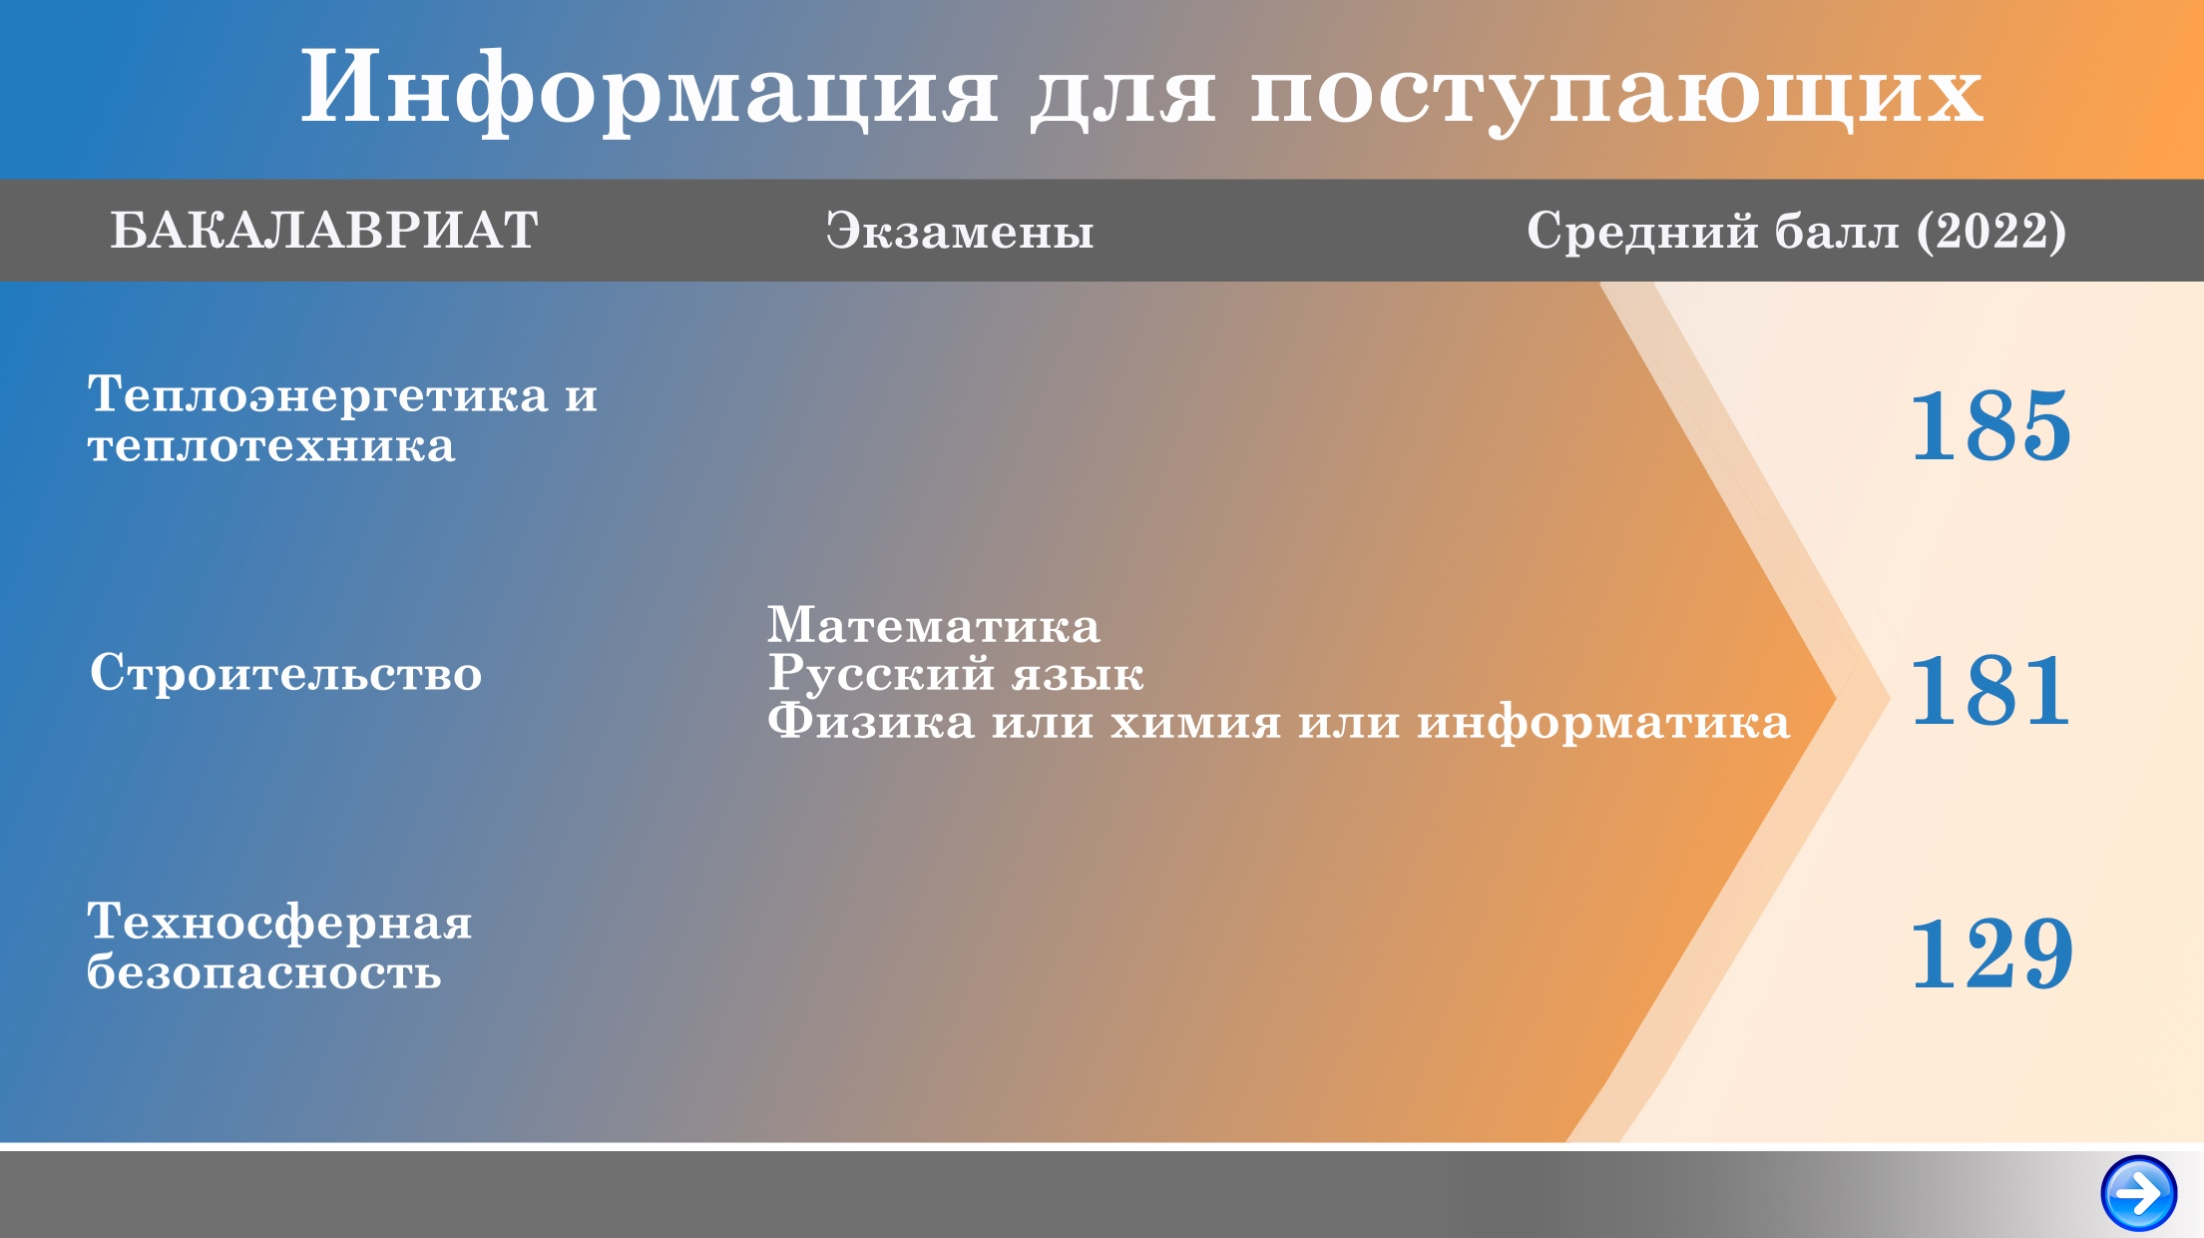 Информация для поступающих
БАКАЛАВРИАТ Экзамены Средний балл (2022)
Теплоэнергетика и
теплотехника
185
Математика
Строительство Русский язык 181
Физика или химия или информатика
Техносферная
безопасность
129